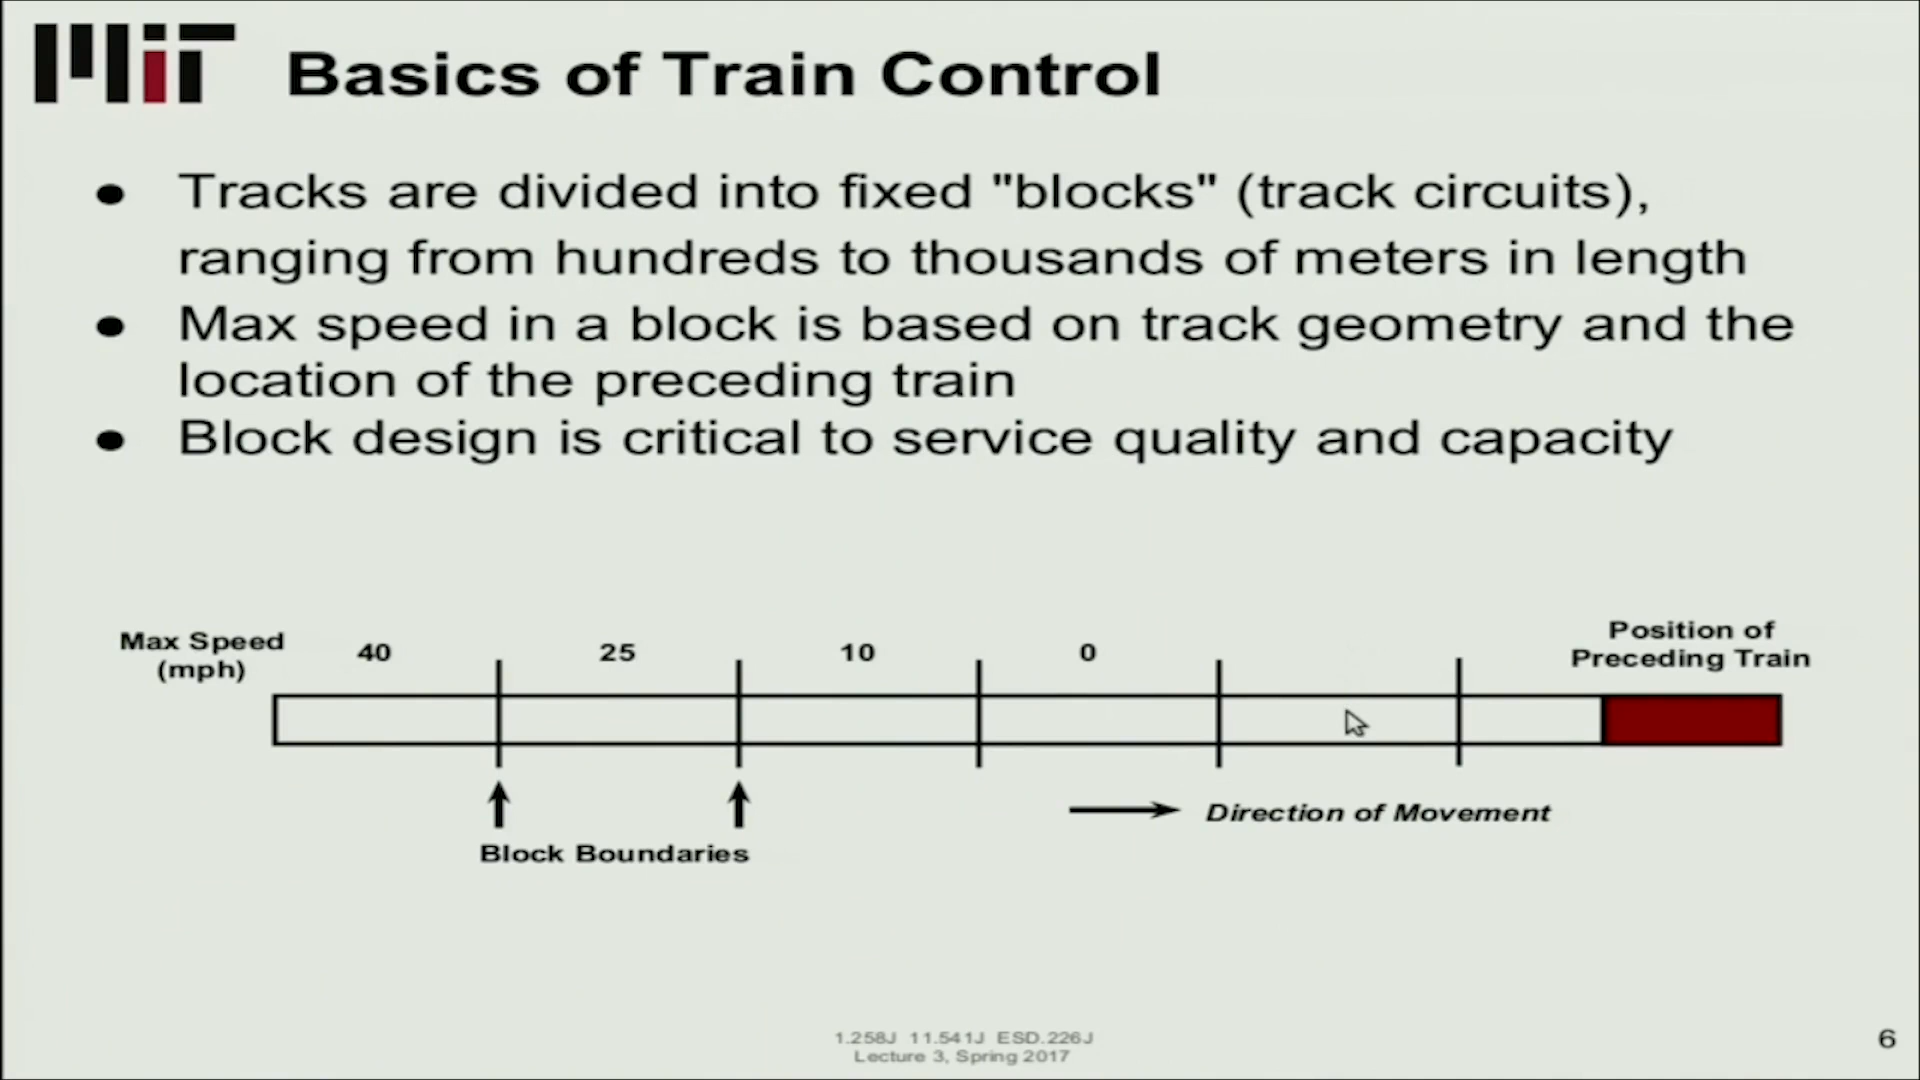 MIT
Basics of Train Control
● Tracks are divided into fixed "blocks" (track circuits),
ranging from hundreds to thousands of meters in length
● Max speed in a block is based on track geometry and the
location of the preceding train
● Block design is critical to service quality and capacity
Max Speed
(mph)
40
25
10
0
Position of
Preceding Train
Direction of Movement
Block Boundaries
1.258J 11.541J ESD.226J
Lecture 3, Spring 2017
6